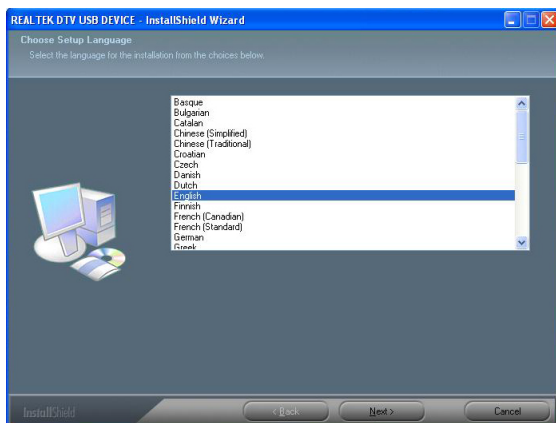 REALTEK DTV USB DEVICE - InstallShield Wizard
Choose Setup Language
Select the language for the installation from the choices below.
Basque
Bulgarian
Catalan
Chinese (Simplified)
Chinese (Traditional)
Croatian
Czech
Danish
Dutch
English
Finnish
French (Canadian)
French (Standard)
German
Greek
InstallShield
< Back
Next >
Cancel